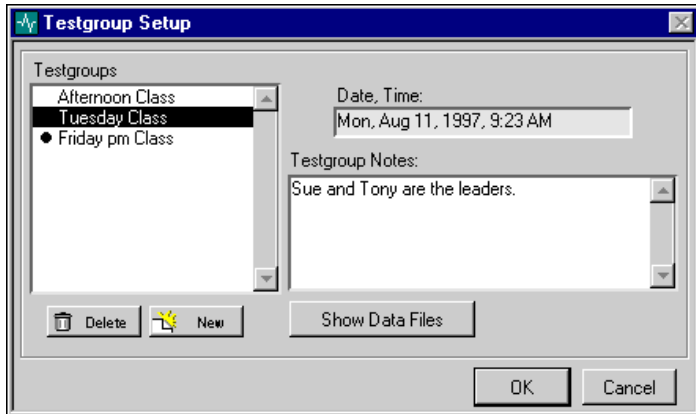 Testgroup Setup
Testgroups
Afternoon Class
Tuesday Class
● Friday pm Class
Delete
New
Date, Time:
Mon, Aug 11, 1997, 9:23 AM
Testgroup Notes:
Sue and Tony are the leaders.
Show Data Files
OK
Cancel